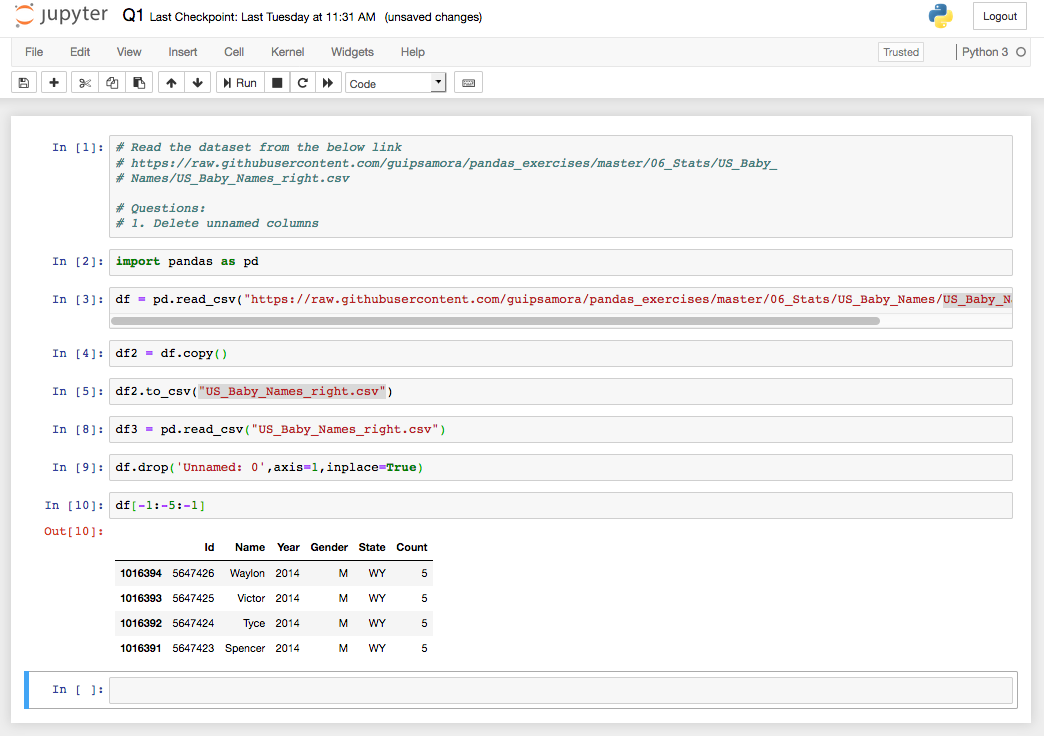 jupyter Q1 Last Checkpoint: Last Tuesday at 11:31 AM (unsaved changes) Logout
File Edit View Insert Cell Kernel Widgets Help Trusted Python 3
Run Code
In [1]: # Read the dataset from the below link
# https://raw.githubusercontent.com/guipsamora/pandas_exercises/master/06_Stats/US_Baby_
# Names/US_Baby_Names_right.csv
# Questions:
# 1. Delete unnamed columns
In [2]: import pandas as pd
In [3]: df = pd.read_csv("https://raw.githubusercontent.com/guipsamora/pandas_exercises/master/06_Stats/US_Baby_Names/US_Baby_N
In [4]: df2 = df.copy()
In [5]: df2.to_csv("US_Baby_Names_right.csv")
In [8]: df3 = pd.read_csv("US_Baby_Names_right.csv")
In [9]: df.drop('Unnamed: 0',axis=1,inplace=True)
In [10]: df[-1:-5:-1]
Out[10]:
Id Name Year Gender State Count
1016394 5647426 Waylon 2014 M WY 5
1016393 5647425 Victor 2014 M WY 5
1016392 5647424 Tyce 2014 M WY 5
1016391 5647423 Spencer 2014 M WY 5
In [ ]: